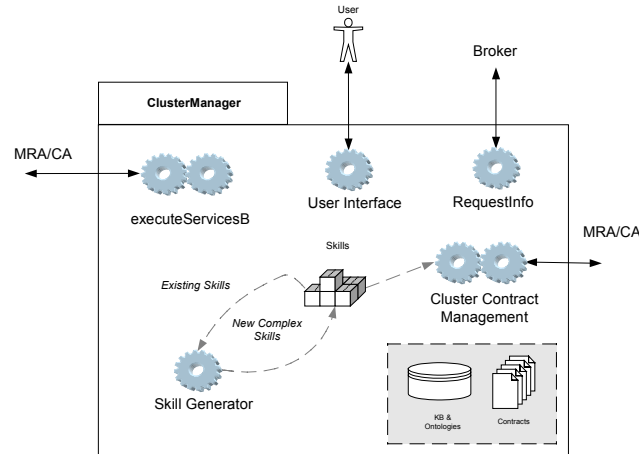 User
Broker
ClusterManager
MRA/CA
executeServicesB
User Interface
RequestInfo
MRA/CA
Skills
Existing Skills
Cluster Contract
Management
New Complex
Skills
Skill Generator
KB &
Ontologies
Contracts